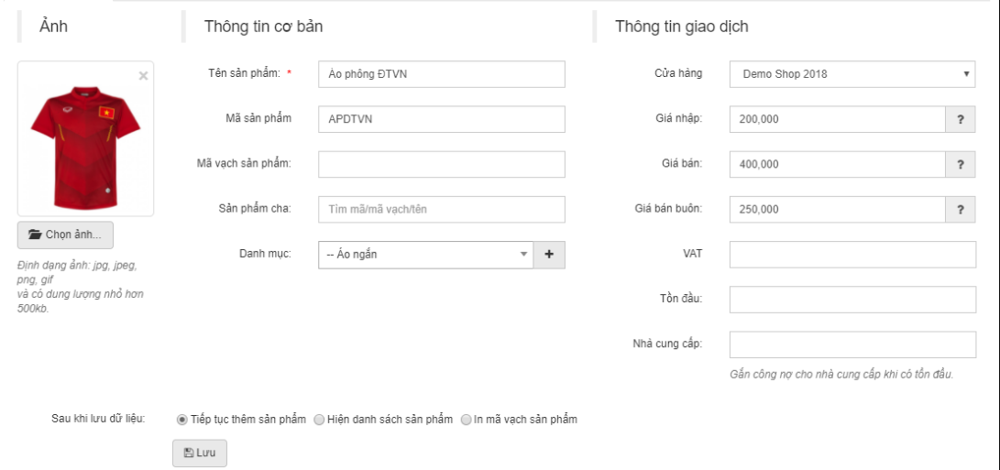 Ảnh
Thông tin cơ bản
Thông tin giao dịch
Tên sản phẩm: *
Áo phông ĐTVN
Mã sản phẩm
APDTVN
Mã vạch sản phẩm:
Sản phẩm cha:
Tìm mã/mã vạch/tên
Danh mục:
-- Áo ngắn
+
Chọn ảnh...
Định dạng ảnh: jpg, jpeg,
png, gif
và có dung lượng nhỏ hơn
500kb.
Cửa hàng
Demo Shop 2018
Giá nhập:
200,000
?
Giá bán:
400,000
?
Giá bán buôn:
250,000
?
VAT
Tồn đầu:
Nhà cung cấp:
Gắn công nợ cho nhà cung cấp khi có tồn đầu.
Sau khi lưu dữ liệu:
Tiếp tục thêm sản phẩm
Hiện danh sách sản phẩm
In mã vạch sản phẩm
Lưu